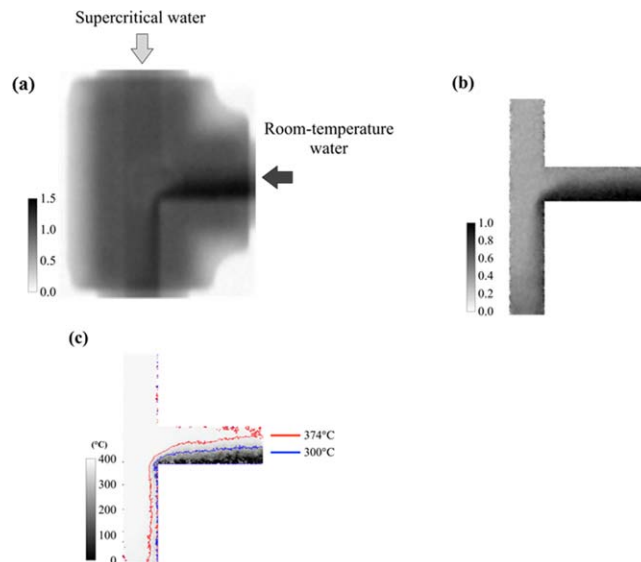 Supercritical water
(a)
Room-temperature
water
1.5
1.0
0.5
0.0
(b)
1.0
0.8
0.6
0.4
0.2
0.0
(c)
(°C)
400
300
200
100
0
374°C
300°C